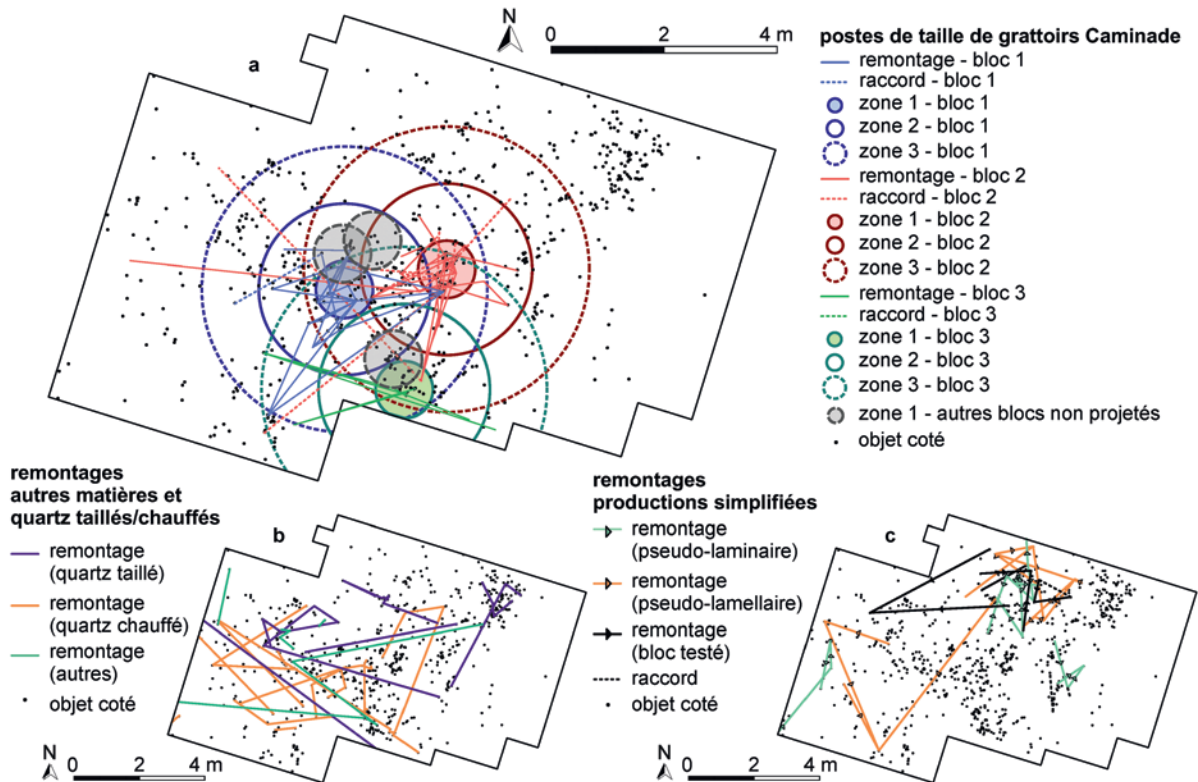 N
0 2 4 m
a
postes de taille de grattoirs Caminade
remontage - bloc 1
raccord - bloc 1
zone 1 - bloc 1
zone 2 - bloc 1
zone 3 - bloc 1
remontage - bloc 2
raccord - bloc 2
zone 1 - bloc 2
zone 2 - bloc 2
zone 3 - bloc 2
remontage - bloc 3
raccord - bloc 3
zone 1 - bloc 3
zone 2 - bloc 3
zone 3 - bloc 3
zone 1 - autres blocs non projetés
objet coté
remontages
autres matières et
quartz taillés/chauffés
remontage
(quartz taillé)
remontage
(quartz chauffé)
remontage
(autres)
objet coté
b
N
0 2 4 m
remontages
productions simplifiées
remontage
(pseudo-laminaire)
remontage
(pseudo-lamellaire)
remontage
(bloc testé)
raccord
objet coté
c
N
0 2 4 m